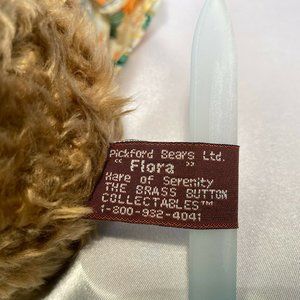 Pickford Bears Ltd.
" Flora "
Hare of Serenity
THE BRASS BUTTON
COLLECTABLES™
1-800-932-4041